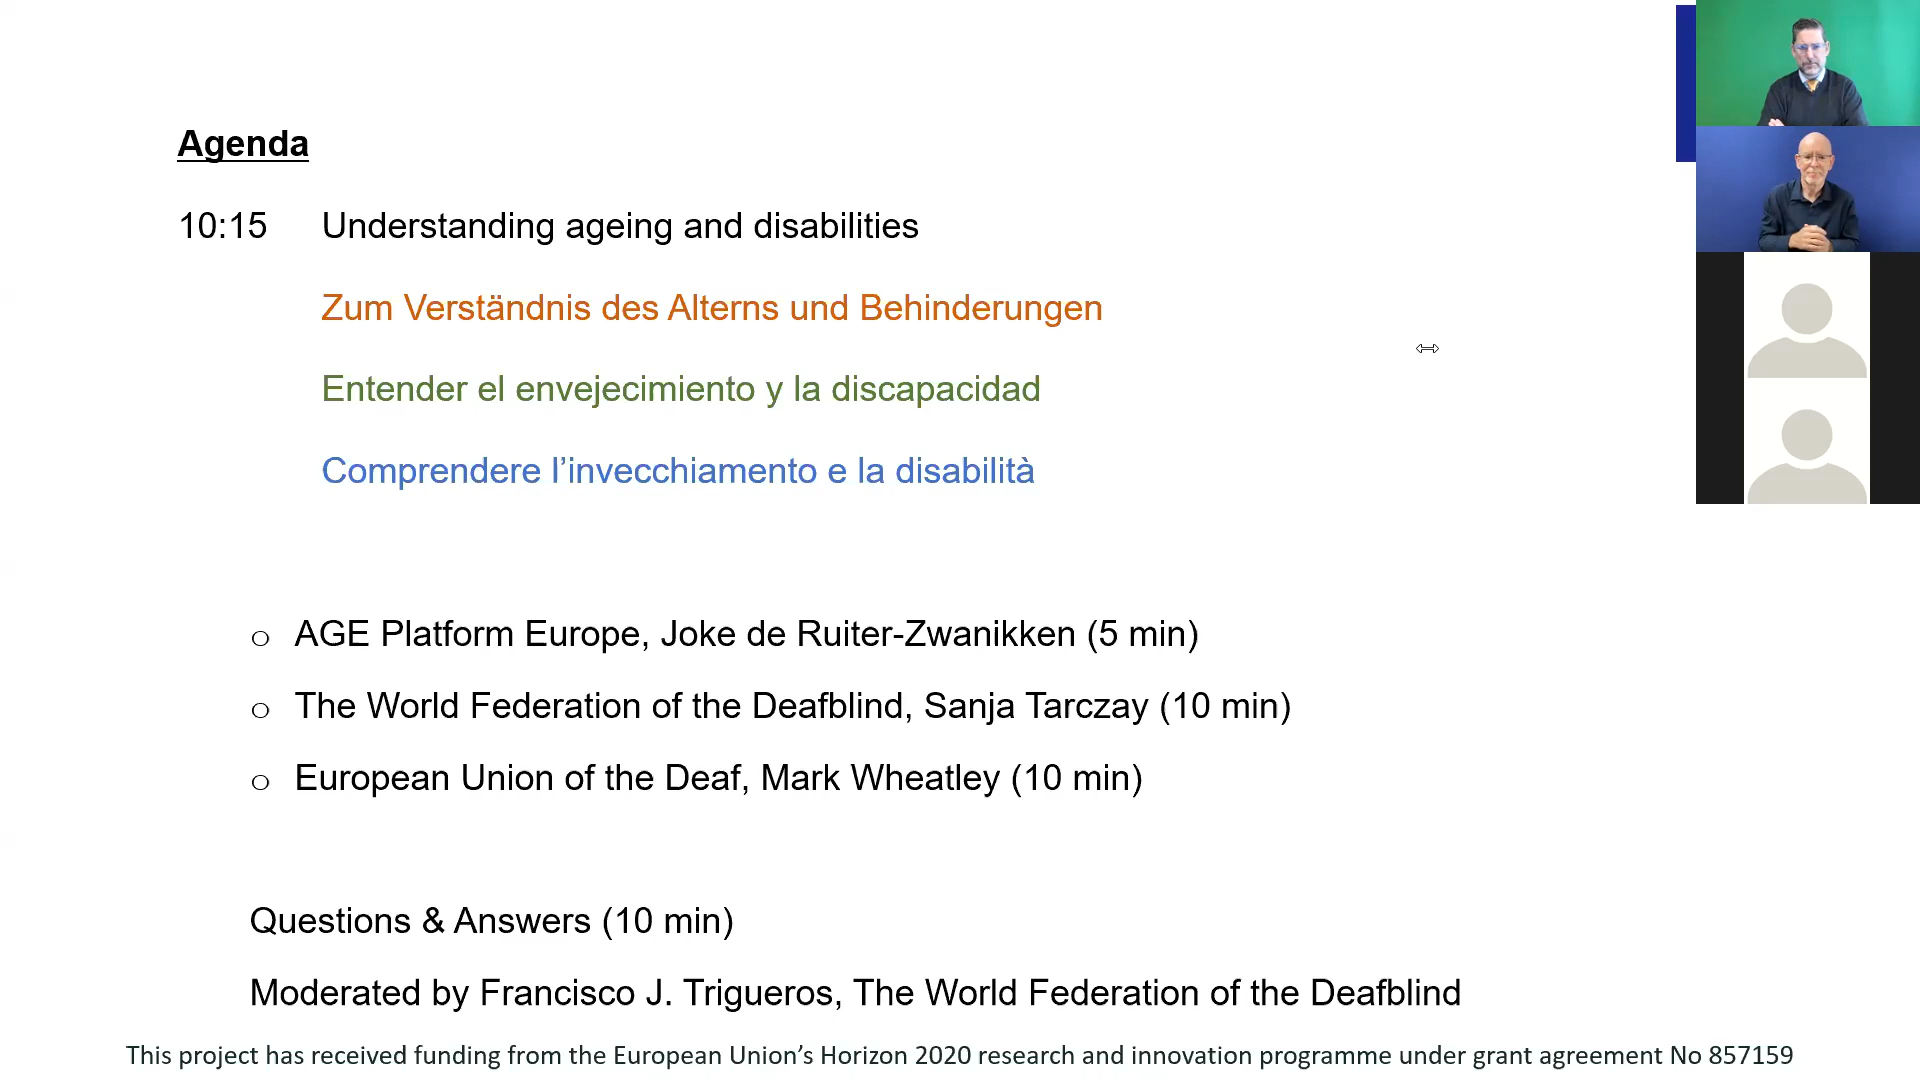 Agenda
10:15 Understanding ageing and disabilities
Zum Verständnis des Alterns und Behinderungen
Entender el envejecimiento y la discapacidad
Comprendere l’invecchiamento e la disabilità
o AGE Platform Europe, Joke de Ruiter-Zwanikken (5 min)
o The World Federation of the Deafblind, Sanja Tarczay (10 min)
o European Union of the Deaf, Mark Wheatley (10 min)
Questions & Answers (10 min)
Moderated by Francisco J. Trigueros, The World Federation of the Deafblind
This project has received funding from the European Union’s Horizon 2020 research and innovation programme under grant agreement No 857159